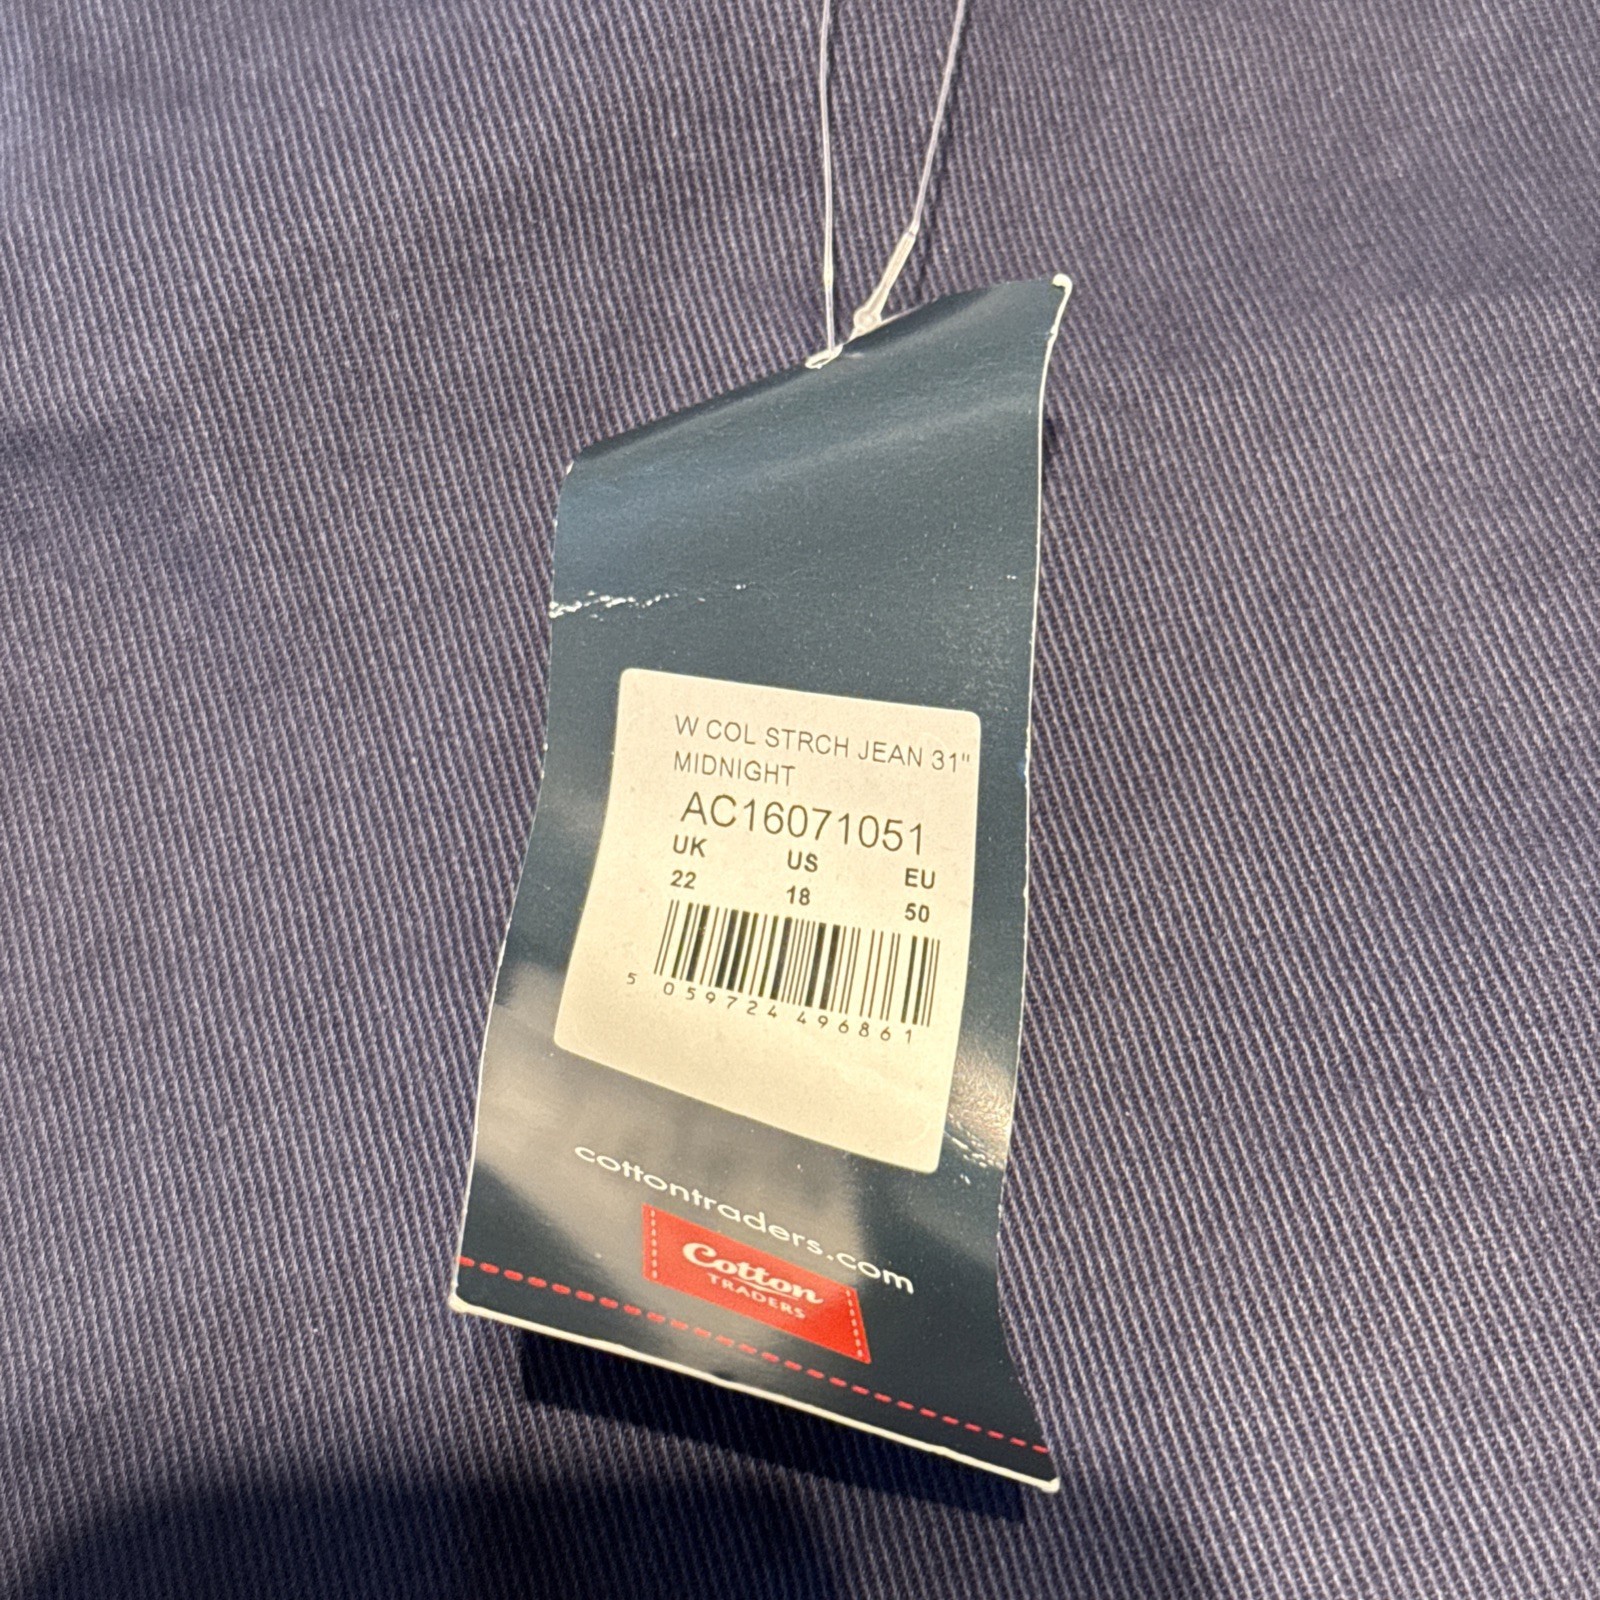 W COL STRCH JEAN 31"
MIDNIGHT
AC16071051
UK US EU
22 18 50
5 059724 496861
cottontraders.com
Cotton
TRADERS